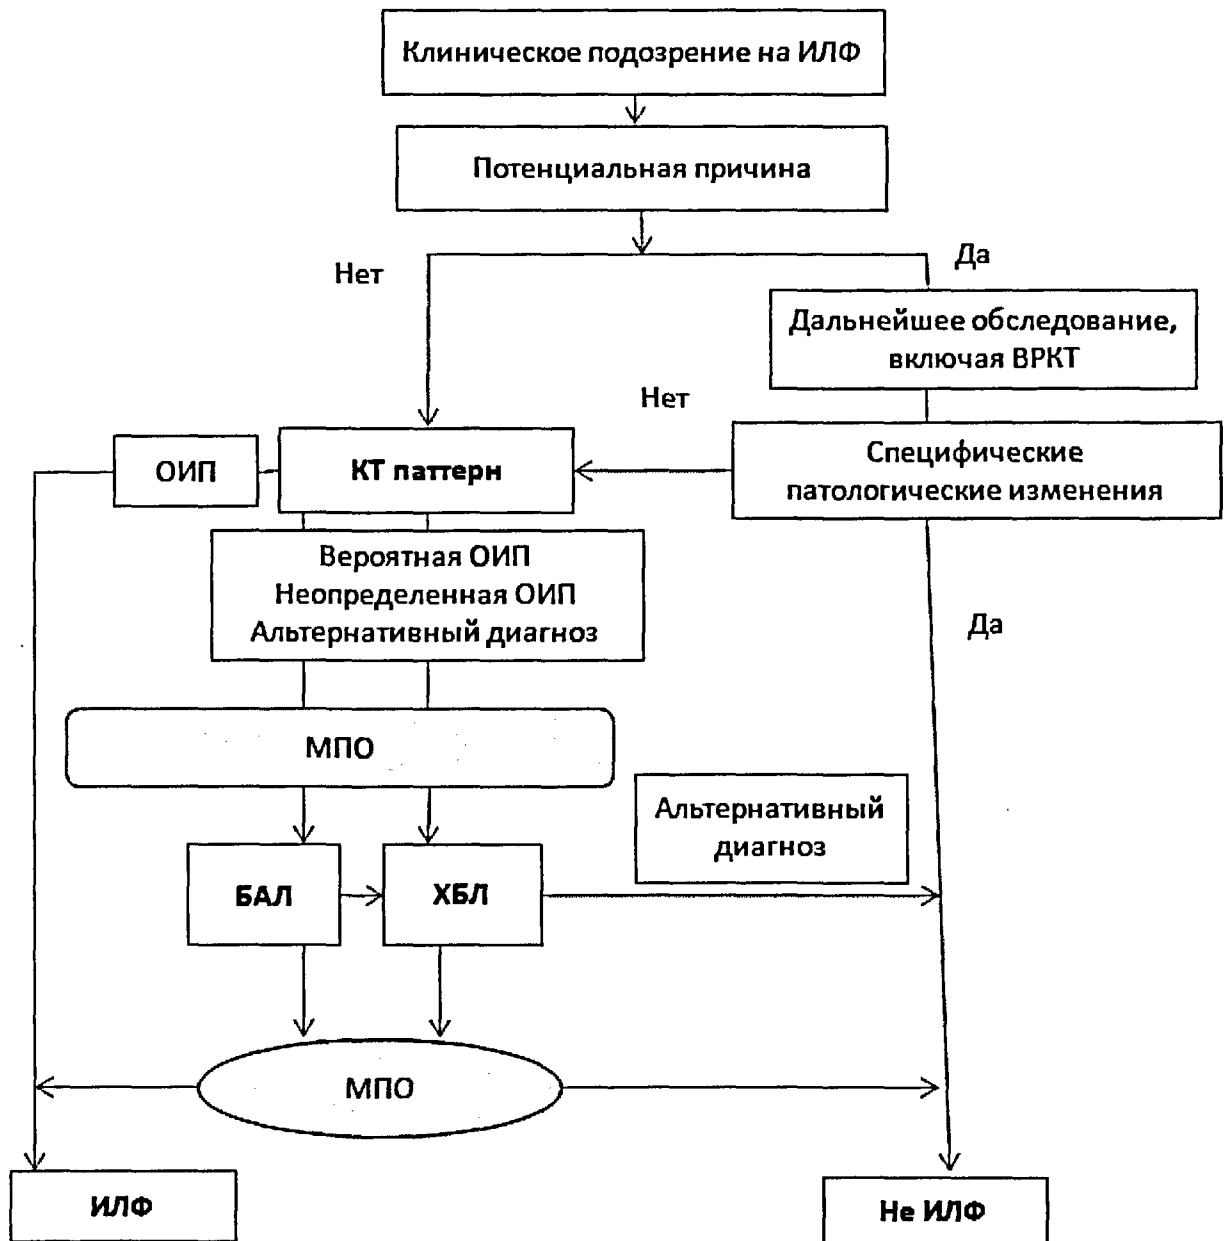 Клиническое подозрение на ИЛФ
Потенциальная причина
Нет
Да
Дальнейшее обследование,
включая ВРКТ
Нет
ОИП
КТ паттерн
Специфические
патологические изменения
Вероятная ОИП
Неопределенная ОИП
Альтернативный диагноз
Да
МПО
Альтернативный
диагноз
БАЛ
ХБЛ
МПО
ИЛФ
Не ИЛФ